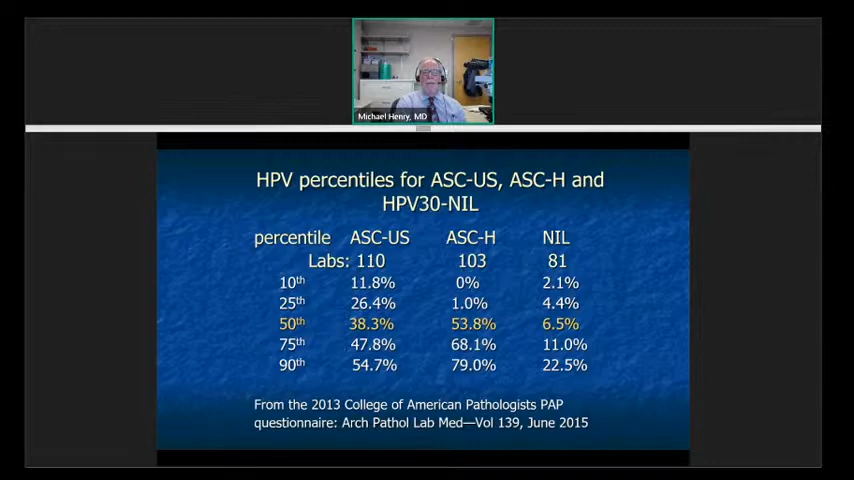 Michael Henry, MD
HPV percentiles for ASC-US, ASC-H and
HPV30-NIL
percentile ASC-US ASC-H NIL
Labs: 110 103 81
10th 11.8% 0% 2.1%
25th 26.4% 1.0% 4.4%
50th 38.3% 53.8% 6.5%
75th 47.8% 68.1% 11.0%
90th 54.7% 79.0% 22.5%
From the 2013 College of American Pathologists PAP
questionnaire: Arch Pathol Lab Med—Vol 139, June 2015